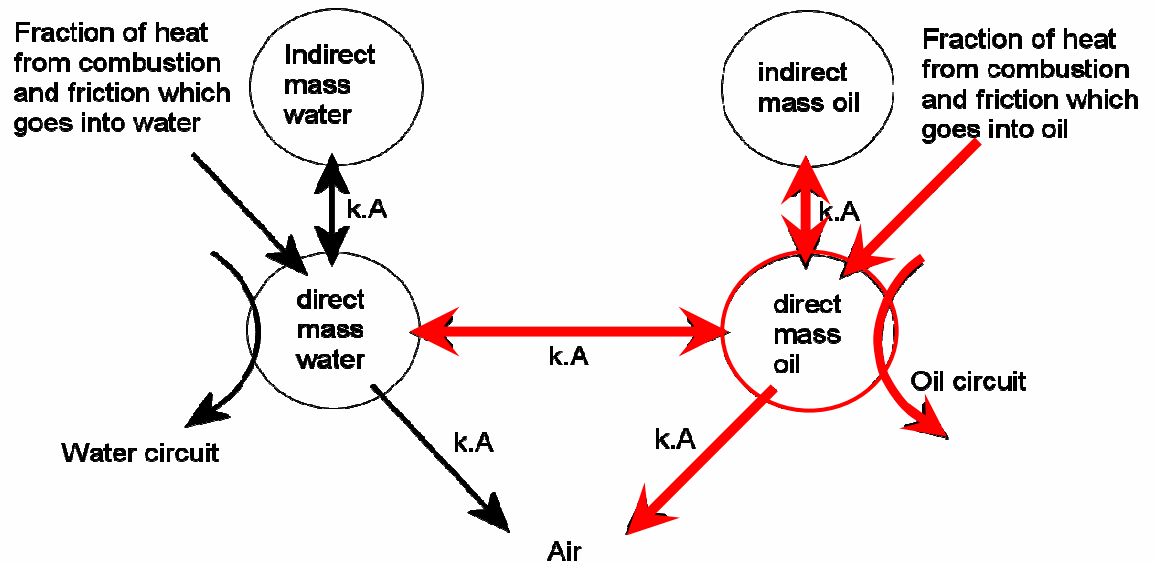 Fraction of heat
from combustion
and friction which
goes into water
Indirect
mass
water
indirect
mass oil
Fraction of heat
from combustion
and friction which
goes into oil
k.A
k.A
direct
mass
water
direct
mass
oil
k.A
Oil circuit
Water circuit
k.A
k.A
Air